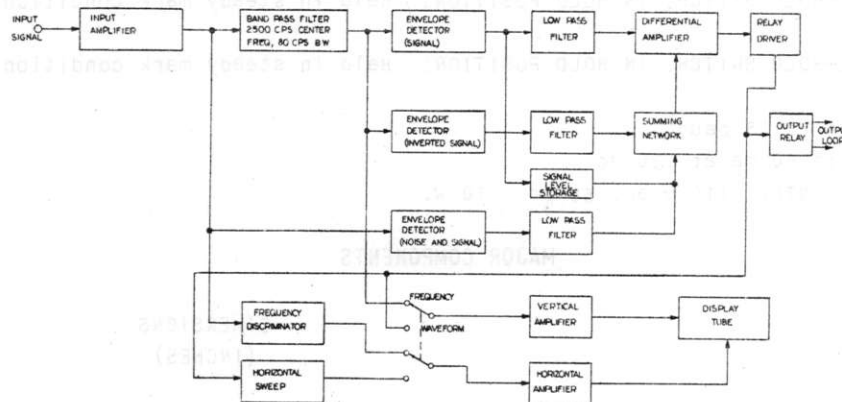 INPUT
SIGNAL
INPUT
AMPLIFIER
BAND PASS FILTER
2500 CPS CENTER
FREQ, 80 CPS BW
ENVELOPE
DETECTOR
(SIGNAL)
LOW PASS
FILTER
DIFFERENTIAL
AMPLIFIER
RELAY
DRIVER
ENVELOPE
DETECTOR
(INVERTED SIGNAL)
LOW PASS
FILTER
SUMMING
NETWORK
OUTPUT
RELAY
OUTPUT
LOOP
SIGNAL
LEVEL
STORAGE
ENVELOPE
DETECTOR
(NOISE AND SIGNAL)
LOW PASS
FILTER
FREQUENCY
DISCRIMINATOR
FREQUENCY
WAVEFORM
VERTICAL
AMPLIFIER
DISPLAY
TUBE
HORIZONTAL
SWEEP
HORIZONTAL
AMPLIFIER